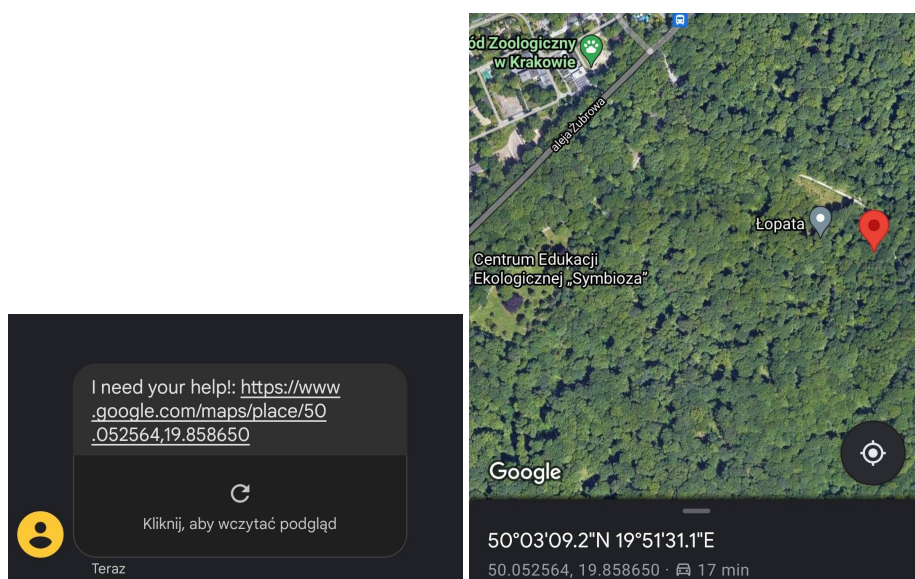 I need your help!: https://www
.google.com/maps/place/50
.052564,19.858650
Kliknij, aby wczytać podgląd
Teraz
ód Zoologiczny
w Krakowie
aleja Żubrowa
Łopata
Centrum Edukacji
Ekologicznej „Symbioza”
Google
50°03'09.2"N 19°51'31.1"E
50.052564, 19.858650 · 17 min